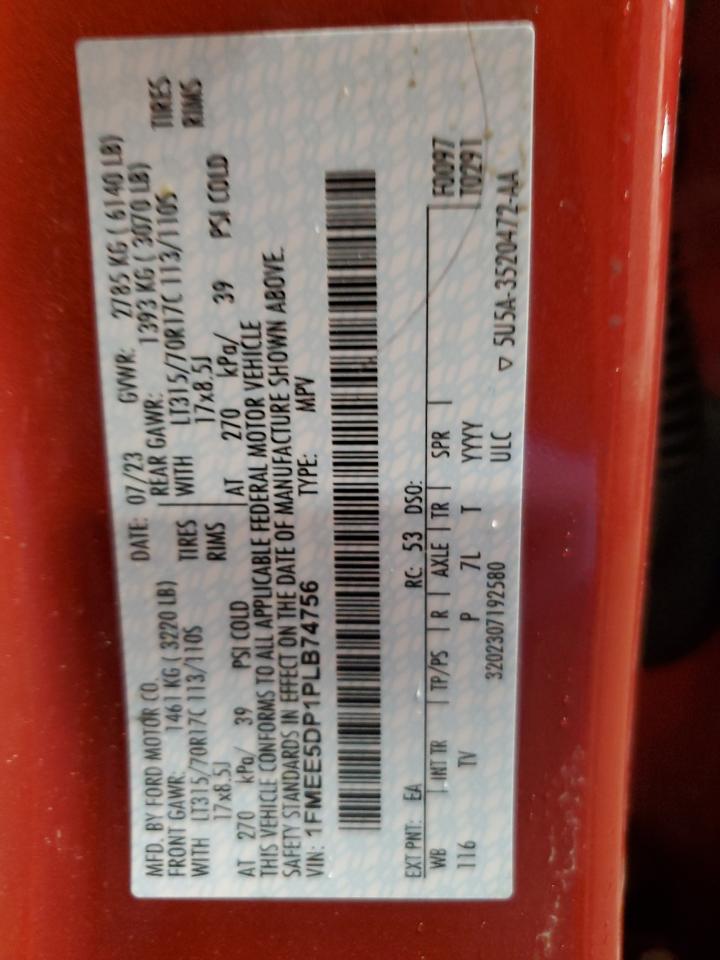 MFD. BY FORD MOTOR CO. DATE: 07/23 GVWR: 2785 KG ( 6140 LB)
FRONT GAWR: 1461 KG ( 3220 LB) REAR GAWR: 1393 KG ( 3070 LB)
WITH LT315/70R17C 113/110S TIRES WITH LT315/70R17C 113/110S TIRES
17x8.5J RIMS 17x8.5J RIMS
AT 270 kPa/ 39 PSI COLD AT 270 kPa/ 39 PSI COLD
THIS VEHICLE CONFORMS TO ALL APPLICABLE FEDERAL MOTOR VEHICLE
SAFETY STANDARDS IN EFFECT ON THE DATE OF MANUFACTURE SHOWN ABOVE.
VIN: 1FMEE5DP1PLB74756 TYPE: MPV
EXT PNT: EA RC: 53 DSO: F0097
WB INT TR TP/PS R AXLE TR SPR T0291
116 TV P 7L T YYYY
3202307192580 ULC ▽ 5U5A-3520472-AA